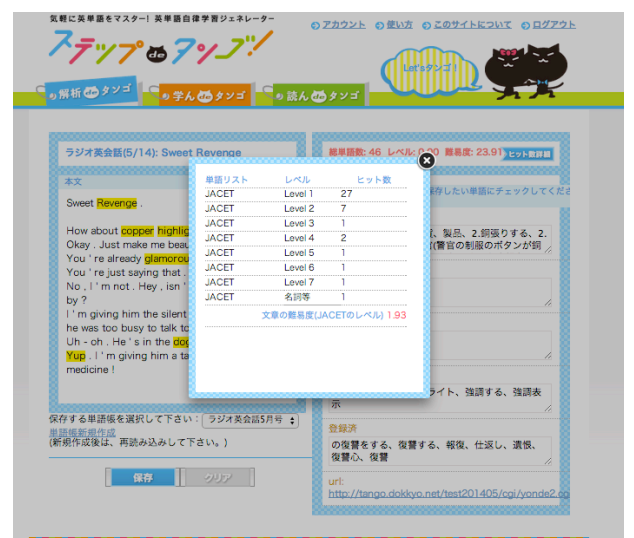 気軽に英単語をマスター! 英単語自律学習ジェネレーター
アカウント 使い方 このサイトについて ログアウト
ステップ de タンゴ!
Let'sタンゴ!
解析 de タンゴ 学ん de タンゴ 読ん de タンゴ
ラジオ英会話(5/14): Sweet Revenge
総単語数: 46 レベル: 0.00 難易度: 23.91 ヒット数詳細
本文
保存したい単語にチェックしてくださ
Sweet Revenge .
How about copper highlig
Okay . Just make me beau
You ' re already glamorou
You ' re just saying that .
No , I ' m not . Hey , isn '
by ?
I ' m giving him the silent
he was too busy to talk to
Uh - oh . He ' s in the dog
Yup . I ' m giving him a ta
medicine !
単語リスト レベル ヒット数
JACET Level 1 27
JACET Level 2 7
JACET Level 3 1
JACET Level 4 2
JACET Level 5 1
JACET Level 6 1
JACET Level 7 1
JACET 名詞等 1
文章の難易度(JACETのレベル) 1.93
、製品、2.銅張りする、2.
(警官の制服のボタンが銅
ライト、強調する、強調表
示
登録済
の復讐をする、復讐する、報復、仕返し、遺恨、
復讐心、復讐
url:
http://tango.dokkyo.net/test201405/cgi/yonde2.cg
保存する単語帳を選択して下さい: ラジオ英会話5月号
単語帳新規作成
(新規作成後は、再読み込みして下さい。)
保存 クリア